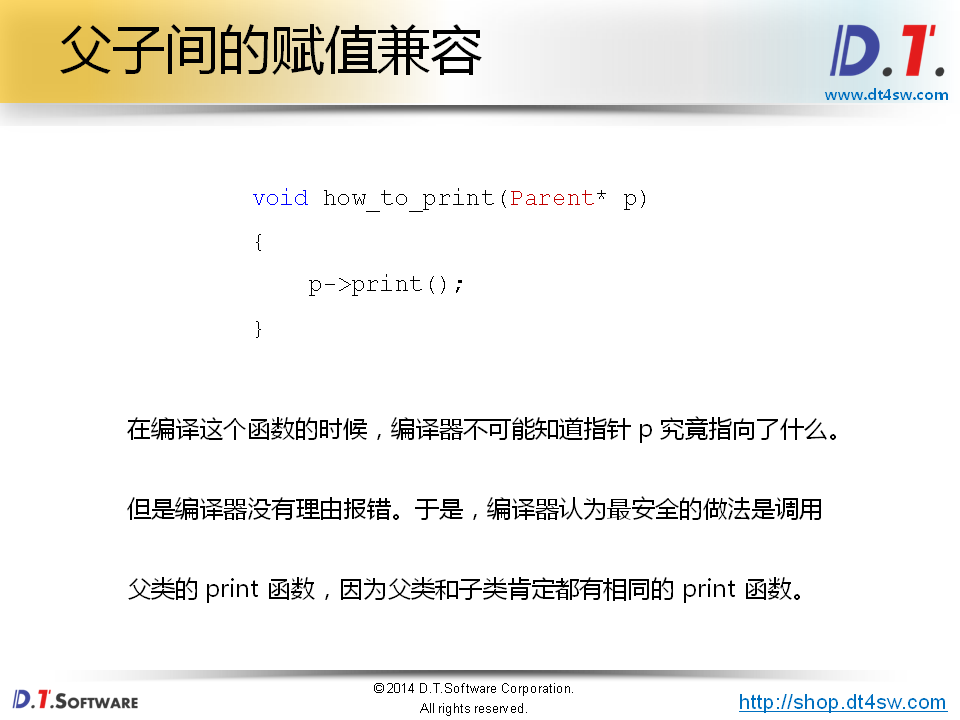 父子间的赋值兼容
D.T.
www.dt4sw.com
void how_to_print(Parent* p)
{
p->print();
}
在编译这个函数的时候，编译器不可能知道指针 p 究竟指向了什么。
但是编译器没有理由报错。于是，编译器认为最安全的做法是调用
父类的 print 函数，因为父类和子类肯定都有相同的 print 函数。
D.T.SOFTWARE
©2014 D.T.Software Corporation.
All rights reserved.
http://shop.dt4sw.com